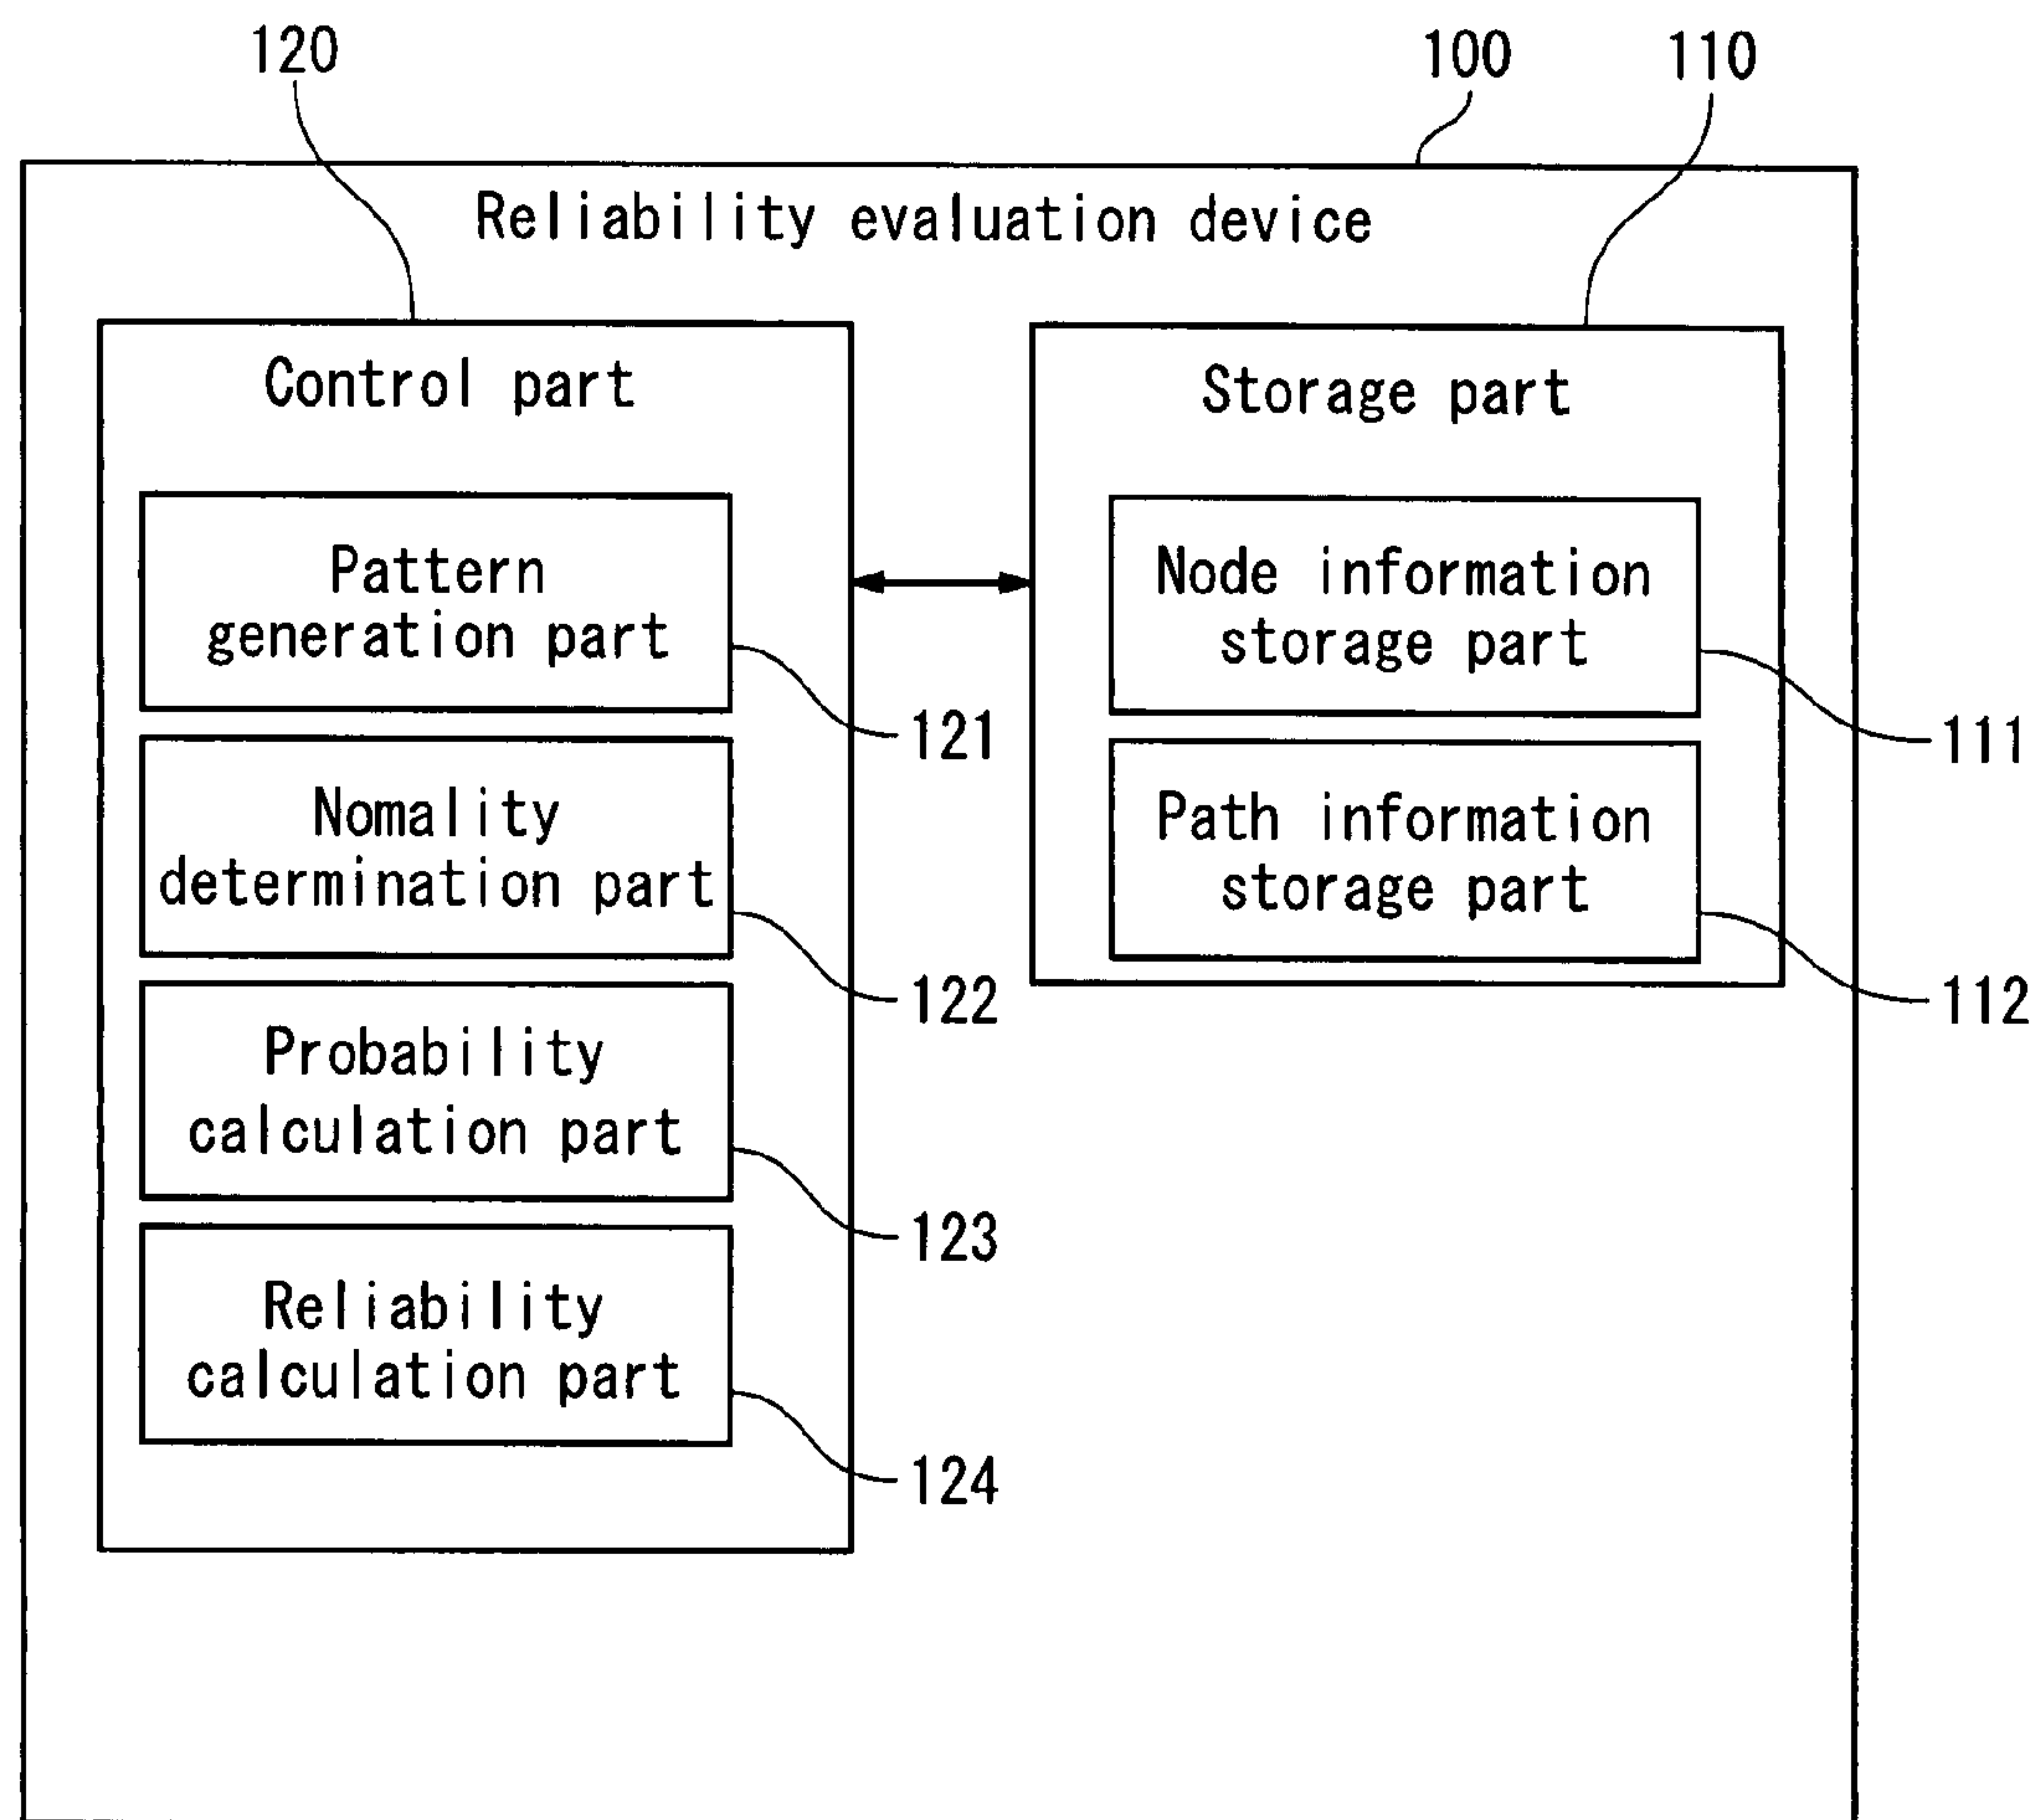 120
100
110
Reliability evaluation device
Control part
Pattern
generation part
121
Nomality
determination part
122
Probability
calculation part
123
Reliability
calculation part
124
Storage part
Node information
storage part
111
Path information
storage part
112